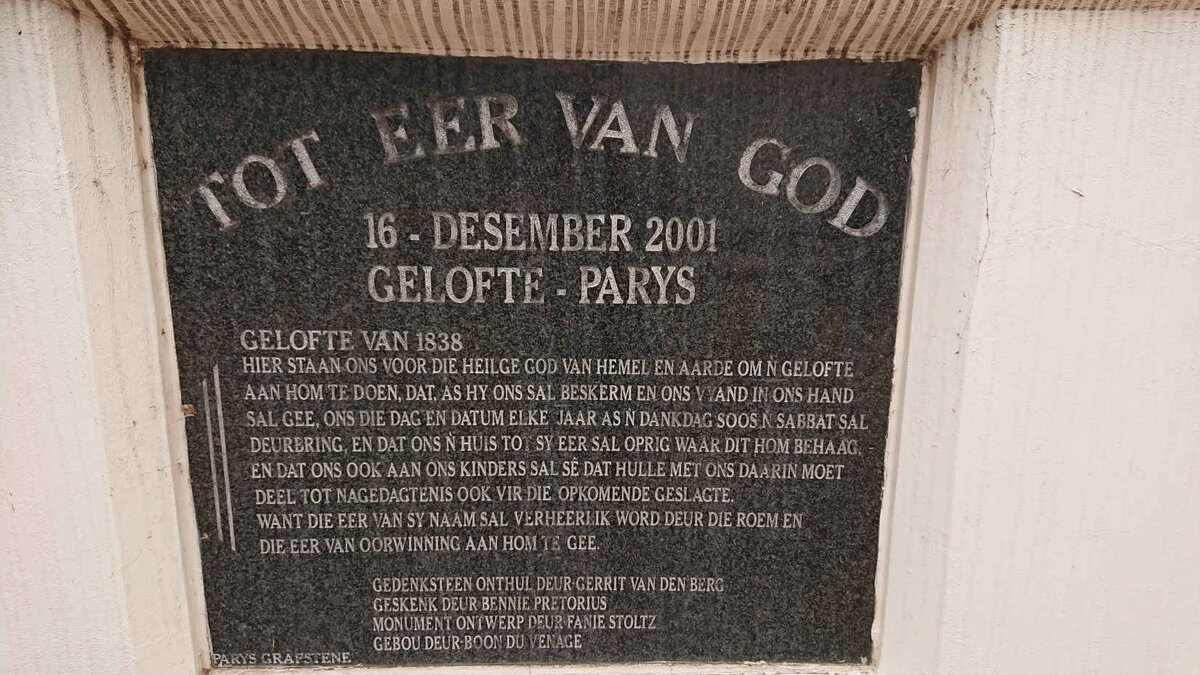 TOT EER VAN GOD
16 - DESEMBER 2001
GELOFTE - PARYS
GELOFTE VAN 1838
HIER STAAN ONS VOOR DIE HEILGE GOD VAN HEMEL EN AARDE OM Ǹ GELOFTE
AAN HOM TE DOEN, DAT, AS HY ONS SAL BESKERM EN ONS VYAND IN ONS HAND
SAL GEE, ONS DIE DAG EN DATUM ELKE JAAR AS Ǹ DANKDAG SOOS Ǹ SABBAT SAL
DEURBRING, EN DAT ONS Ǹ HUIS TOT SY EER SAL OPRIG WAAR DIT HOM BEHAAG,
EN DAT ONS OOK AAN ONS KINDERS SAL SÊ DAT HULLE MET ONS DAARIN MOET
DEEL TOT NAGEDAGTENIS OOK VIR DIE OPKOMENDE GESLAGTE.
WANT DIE EER VAN SY NAAM SAL VERHEERLIK WORD DEUR DIE ROEM EN
DIE EER VAN OORWINNING AAN HOM TE GEE.
GEDENKSTEEN ONTHUL DEUR GERRIT VAN DEN BERG
GESKENK DEUR BENNIE PRETORIUS
MONUMENT ONTWERP DEUR FANIE STOLTZ
GEBOU DEUR BOON DU VENAGE
PARYS GRAFSTENE